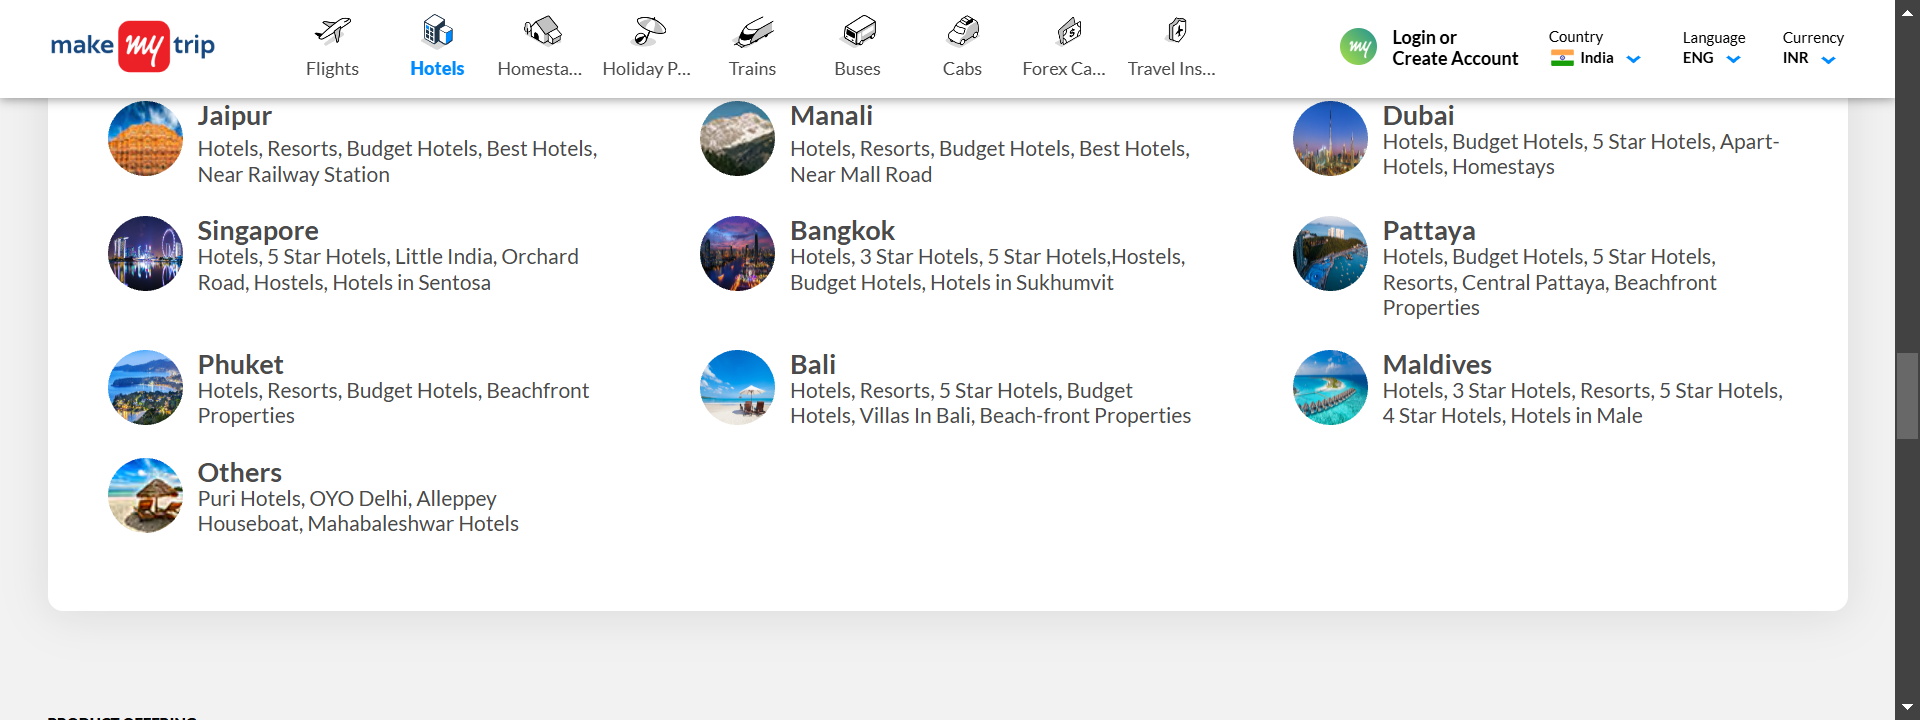 make my trip
Flights
Hotels
Homesta...
Holiday P...
Trains
Buses
Cabs
Forex Ca...
Travel Ins...
my
Login or
Create Account
Country
India
Language
ENG
Currency
INR
Jaipur
Hotels, Resorts, Budget Hotels, Best Hotels,
Near Railway Station
Manali
Hotels, Resorts, Budget Hotels, Best Hotels,
Near Mall Road
Dubai
Hotels, Budget Hotels, 5 Star Hotels, Apart-
Hotels, Homestays
Singapore
Hotels, 5 Star Hotels, Little India, Orchard
Road, Hostels, Hotels in Sentosa
Bangkok
Hotels, 3 Star Hotels, 5 Star Hotels,Hostels,
Budget Hotels, Hotels in Sukhumvit
Pattaya
Hotels, Budget Hotels, 5 Star Hotels,
Resorts, Central Pattaya, Beachfront
Properties
Phuket
Hotels, Resorts, Budget Hotels, Beachfront
Properties
Bali
Hotels, Resorts, 5 Star Hotels, Budget
Hotels, Villas In Bali, Beach-front Properties
Maldives
Hotels, 3 Star Hotels, Resorts, 5 Star Hotels,
4 Star Hotels, Hotels in Male
Others
Puri Hotels, OYO Delhi, Alleppey
Houseboat, Mahabaleshwar Hotels
PRODUCT OFFERING